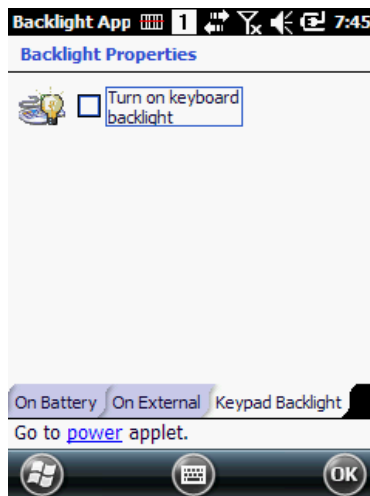 Backlight App 1 7:45
Backlight Properties
Turn on keyboard
backlight
On Battery On External Keypad Backlight
Go to power applet.
OK